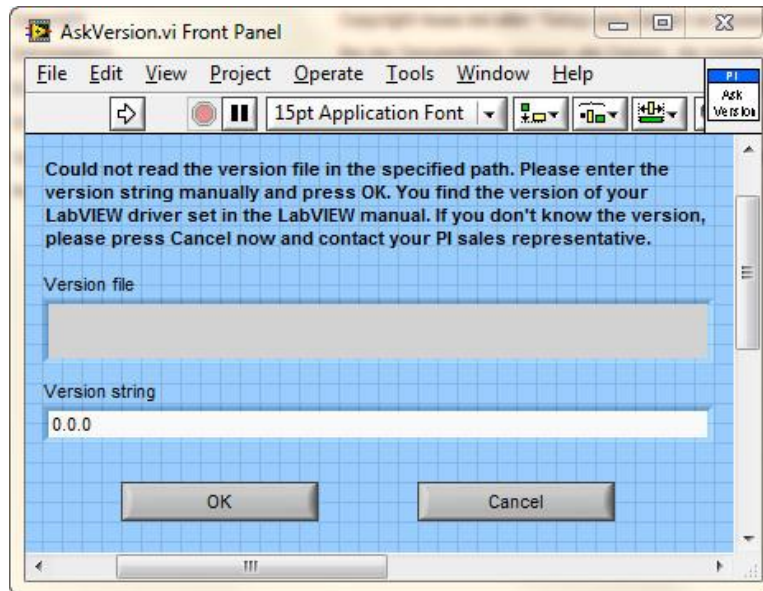 AskVersion.vi Front Panel
File Edit View Project Operate Tools Window Help
PI
Ask
Version
15pt Application Font
Could not read the version file in the specified path. Please enter the
version string manually and press OK. You find the version of your
LabVIEW driver set in the LabVIEW manual. If you don't know the version,
please press Cancel now and contact your PI sales representative.
Version file
Version string
0.0.0
OK Cancel